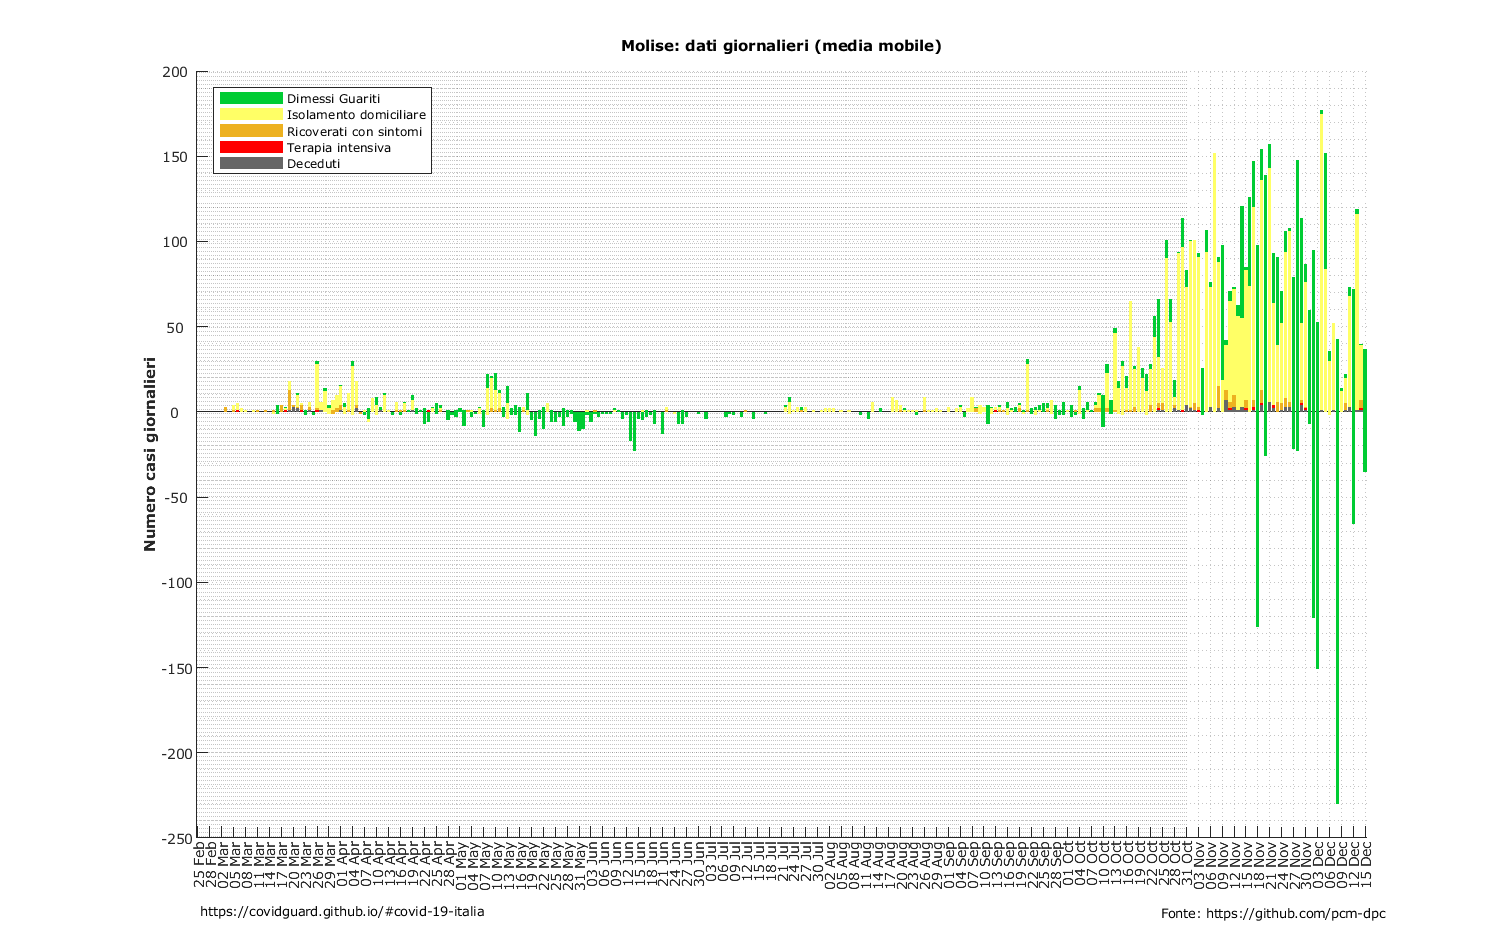 Molise: dati giornalieri (media mobile)
200
150
100
50
0
-50
-100
-150
-200
-250
Numero casi giornalieri
Dimessi Guariti
Isolamento domiciliare
Ricoverati con sintomi
Terapia intensiva
Deceduti
25 Feb
28 Feb
02 Mar
05 Mar
08 Mar
11 Mar
14 Mar
17 Mar
20 Mar
23 Mar
26 Mar
29 Mar
01 Apr
04 Apr
07 Apr
10 Apr
13 Apr
16 Apr
19 Apr
22 Apr
25 Apr
28 Apr
01 May
04 May
07 May
10 May
13 May
16 May
19 May
22 May
25 May
28 May
31 May
03 Jun
06 Jun
09 Jun
12 Jun
15 Jun
18 Jun
21 Jun
24 Jun
27 Jun
30 Jun
03 Jul
06 Jul
09 Jul
12 Jul
15 Jul
18 Jul
21 Jul
24 Jul
27 Jul
30 Jul
02 Aug
05 Aug
08 Aug
11 Aug
14 Aug
17 Aug
20 Aug
23 Aug
26 Aug
29 Aug
01 Sep
04 Sep
07 Sep
10 Sep
13 Sep
16 Sep
19 Sep
22 Sep
25 Sep
28 Sep
01 Oct
04 Oct
07 Oct
10 Oct
13 Oct
16 Oct
19 Oct
22 Oct
25 Oct
28 Oct
31 Oct
03 Nov
06 Nov
09 Nov
12 Nov
15 Nov
18 Nov
21 Nov
24 Nov
27 Nov
30 Nov
03 Dec
06 Dec
09 Dec
12 Dec
15 Dec
https://covidguard.github.io/#covid-19-italia
Fonte: https://github.com/pcm-dpc